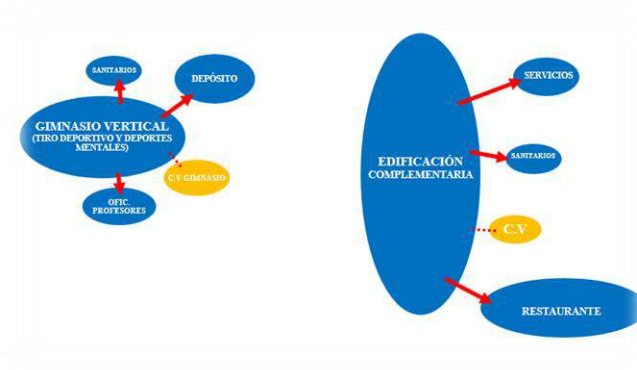 SANITARIOS
DEPÓSITO
GIMNASIO VERTICAL
(TIRO DEPORTIVO Y DEPORTES
MENTALES)
C.V GIMNASIO
OFIC.
PROFESORES
SERVICIOS
EDIFICACIÓN
COMPLEMENTARIA
SANITARIOS
C.V
RESTAURANTE